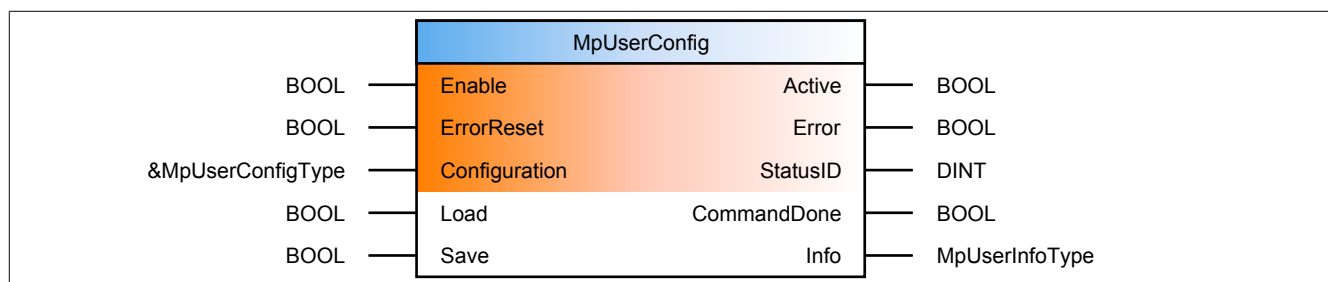 MpUserConfig
BOOL Enable Active BOOL
BOOL ErrorReset Error BOOL
&MpUserConfigType Configuration StatusID DINT
BOOL Load CommandDone BOOL
BOOL Save Info MpUserInfoType